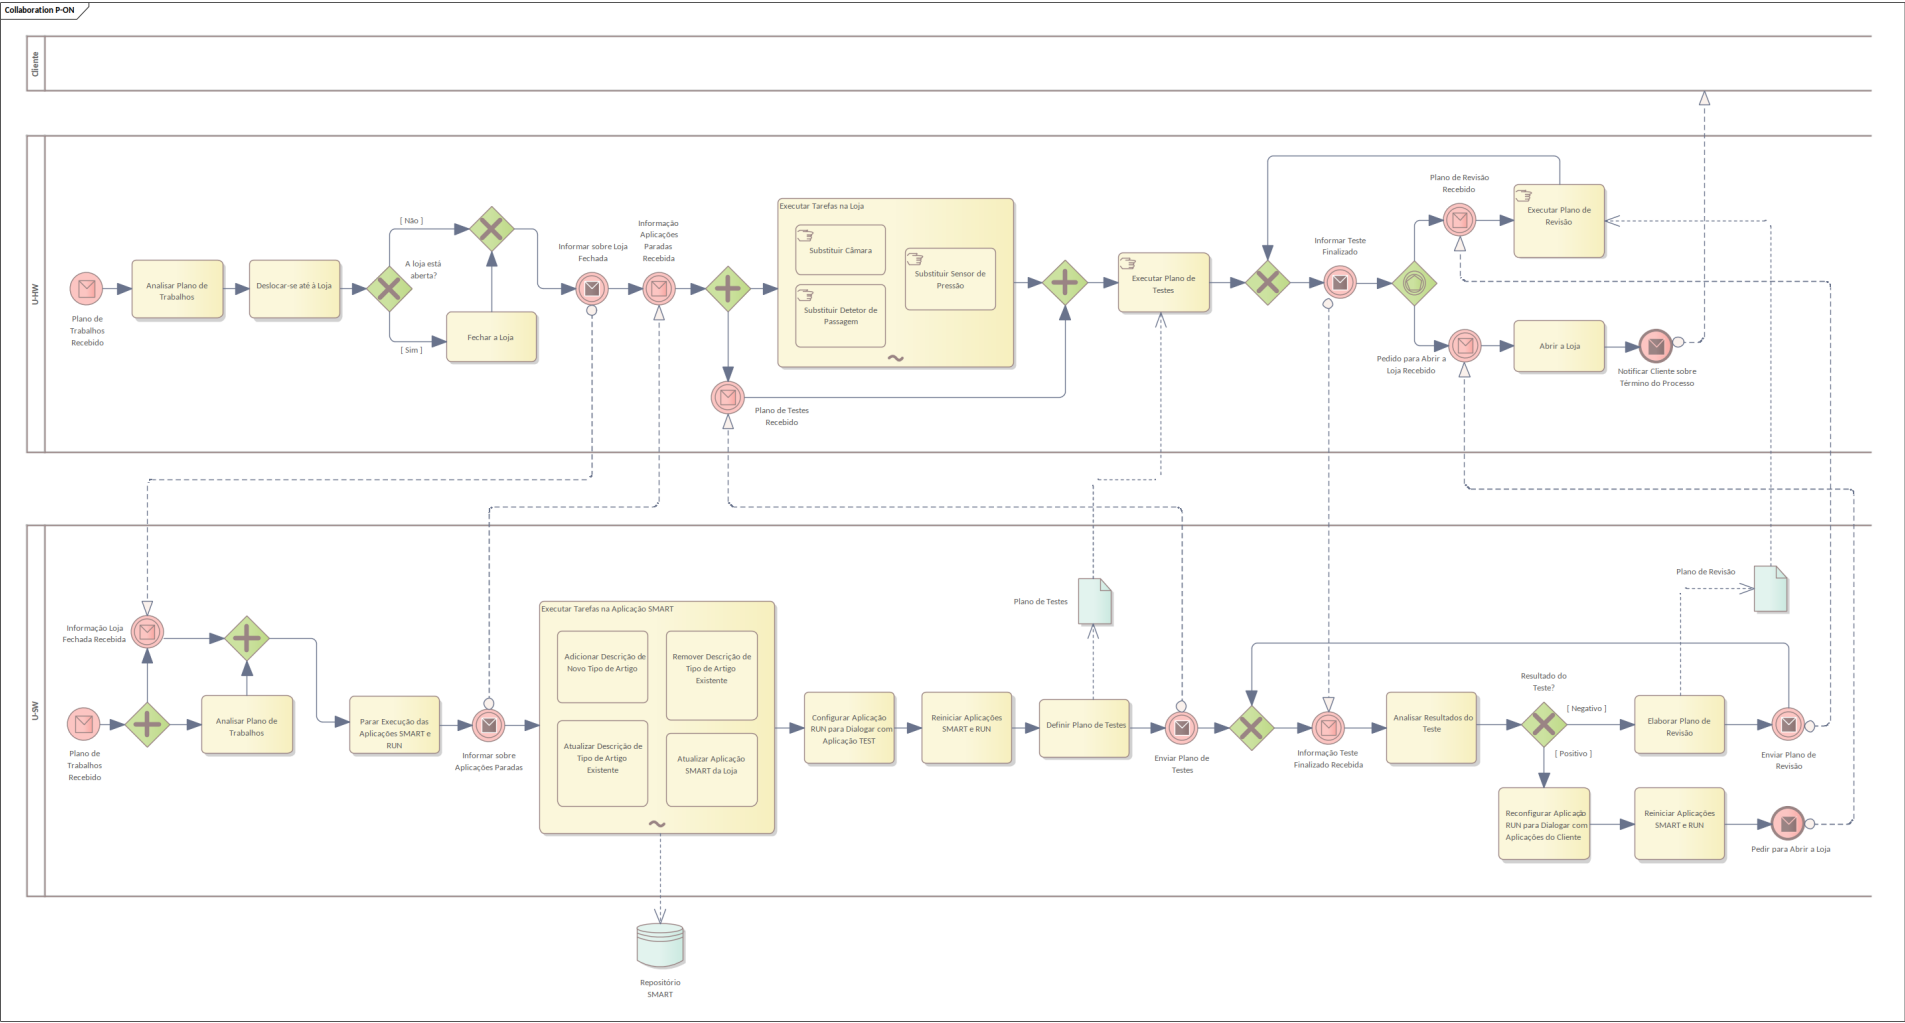 Collaboration P-ON
Cliente
U-HW
Plano de
Trabalhos
Recebido
Analisar Plano de
Trabalhos
Deslocar-se até à Loja
A loja está
aberta?
[ Não ]
[ Sim ]
Fechar a Loja
Informar sobre Loja
Fechada
Informação
Aplicações
Paradas
Recebida
Executar Tarefas na Loja
Substituir Câmara
Substituir Sensor de
Pressão
Substituir Detetor de
Passagem
Plano de Testes
Recebido
Executar Plano de
Testes
Informar Teste
Finalizado
Plano de Revisão
Recebido
Executar Plano de
Revisão
Pedido para Abrir a
Loja Recebido
Abrir a Loja
Notificar Cliente sobre
Término do Processo
U-SW
Informação Loja
Fechada Recebida
Plano de
Trabalhos
Recebido
Analisar Plano de
Trabalhos
Parar Execução das
Aplicações SMART e
RUN
Informar sobre
Aplicações Paradas
Executar Tarefas na Aplicação SMART
Adicionar Descrição de
Novo Tipo de Artigo
Remover Descrição de
Tipo de Artigo
Existente
Atualizar Descrição de
Tipo de Artigo
Existente
Atualizar Aplicação
SMART da Loja
Configurar Aplicação
RUN para Dialogar com
Aplicação TEST
Reiniciar Aplicações
SMART e RUN
Definir Plano de Testes
Plano de Testes
Enviar Plano de
Testes
Informação Teste
Finalizado Recebida
Analisar Resultados do
Teste
Resultado do
Teste?
[ Negativo ]
[ Positivo ]
Elaborar Plano de
Revisão
Plano de Revisão
Enviar Plano de
Revisão
Reconfigurar Aplicação
RUN para Dialogar com
Aplicações do Cliente
Reiniciar Aplicações
SMART e RUN
Pedir para Abrir a Loja
Repositório
SMART